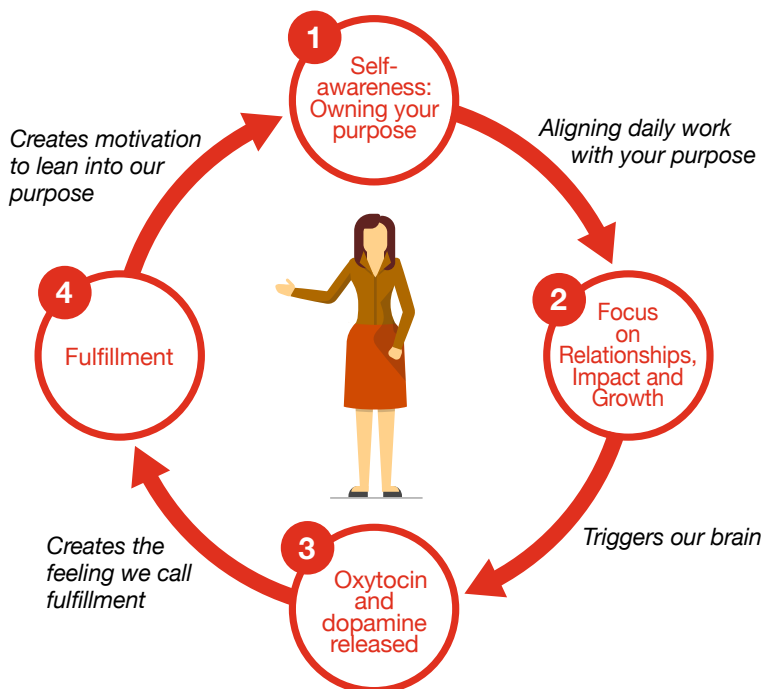 1
Self-
awareness:
Owning your
purpose
Aligning daily work
with your purpose
2
Focus
on
Relationships,
Impact and
Growth
Triggers our brain
3
Oxytocin
and
dopamine
released
Creates the
feeling we call
fulfillment
4
Fulfillment
Creates motivation
to lean into our
purpose